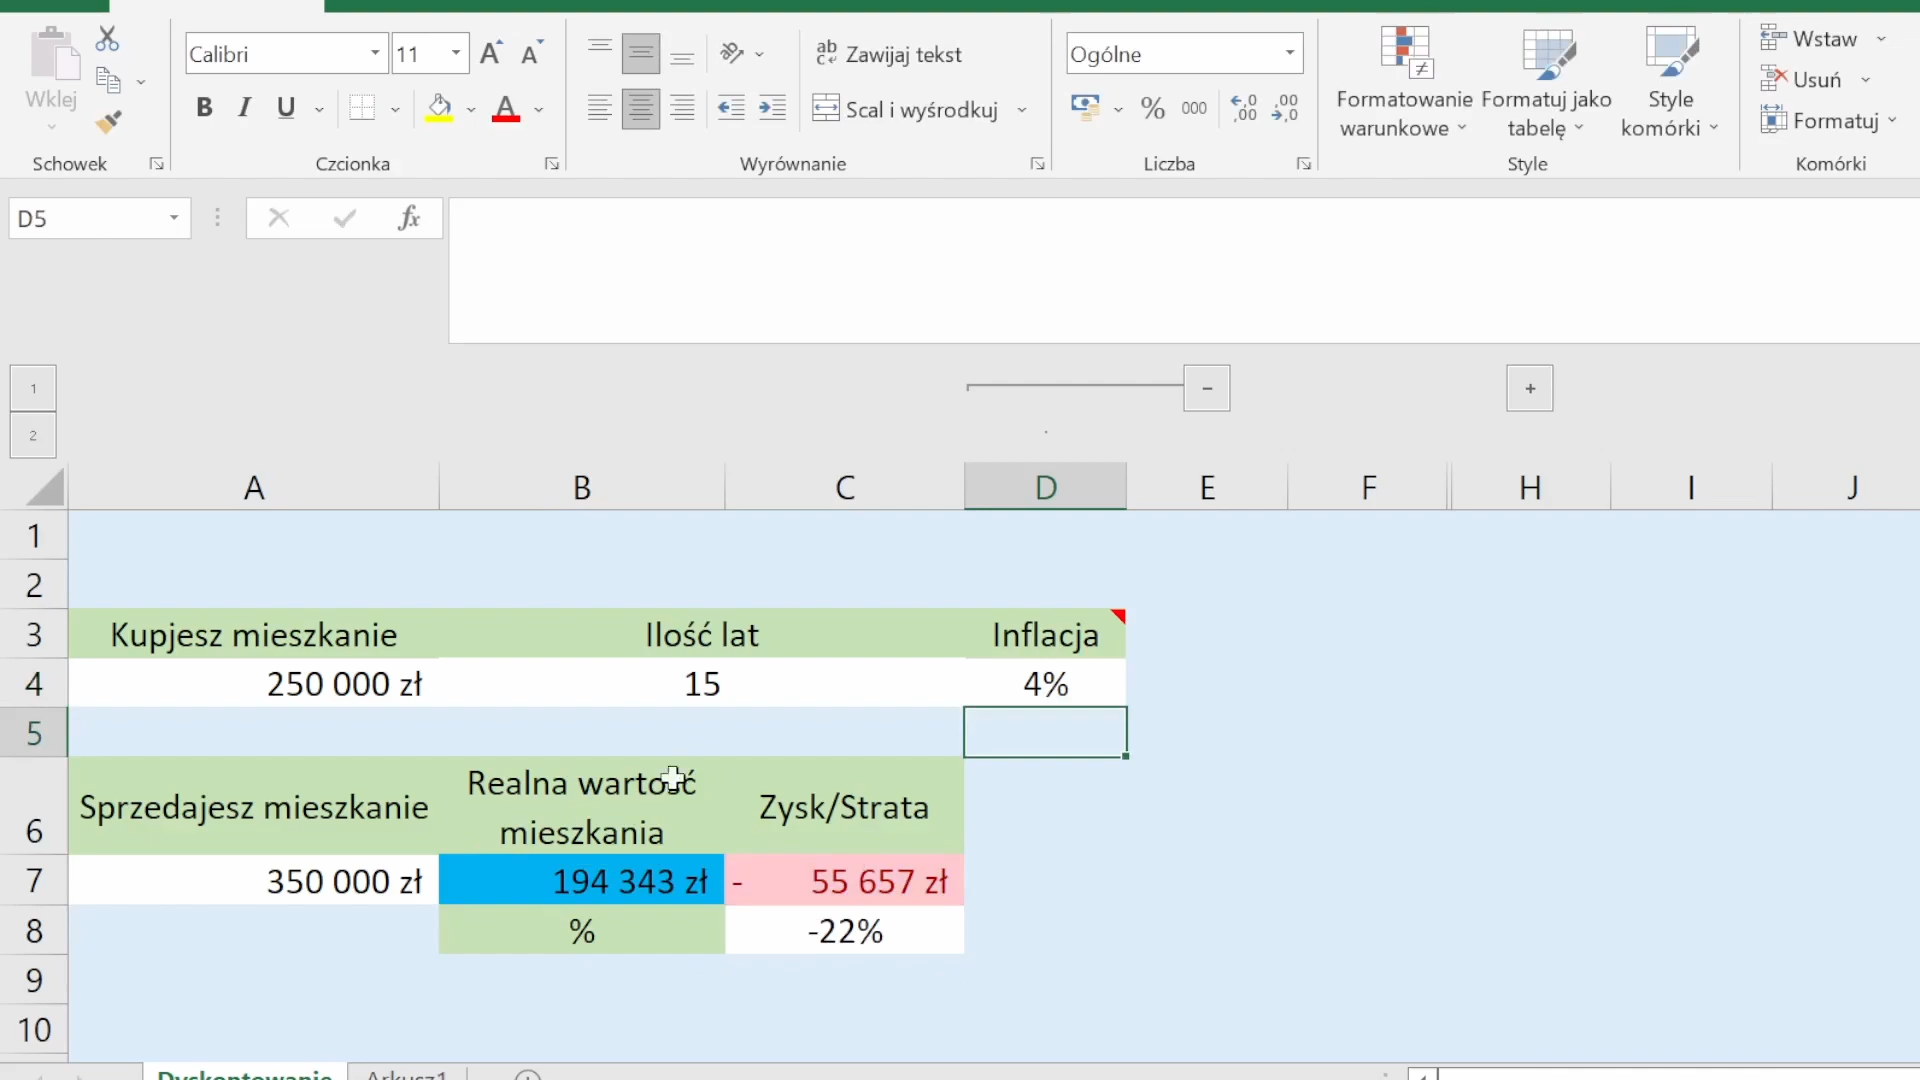 Wklej
Schowek
Calibri
11
A A
B I U
A
Czcionka
ab
Zawijaj tekst
Scal i wyśrodkuj
Wyrównanie
Ogólne
% 000
Liczba
Formatowanie
warunkowe
Formatuj jako
tabelę
Style
komórki
Style
Wstaw
Usuń
Formatuj
Komórki
D5
fx
1
2
A B C D E F H I J
1
2
3 Kupjesz mieszkanie Ilość lat Inflacja
4 250 000 zł 15 4%
5
6 Sprzedajesz mieszkanie Realna wartość mieszkania Zysk/Strata
7 350 000 zł 194 343 zł - 55 657 zł
8 % -22%
9
10
Dyskontowanie Arkusz1